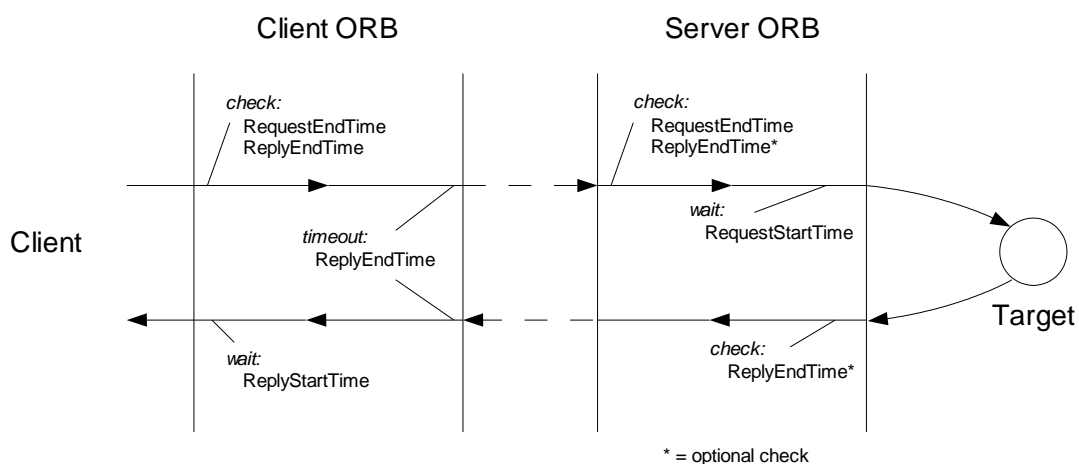 Client ORB
Server ORB
check:
RequestEndTime
ReplyEndTime
check:
RequestEndTime
ReplyEndTime*
wait:
RequestStartTime
Client
timeout:
ReplyEndTime
Target
wait:
ReplyStartTime
check:
ReplyEndTime*
* = optional check